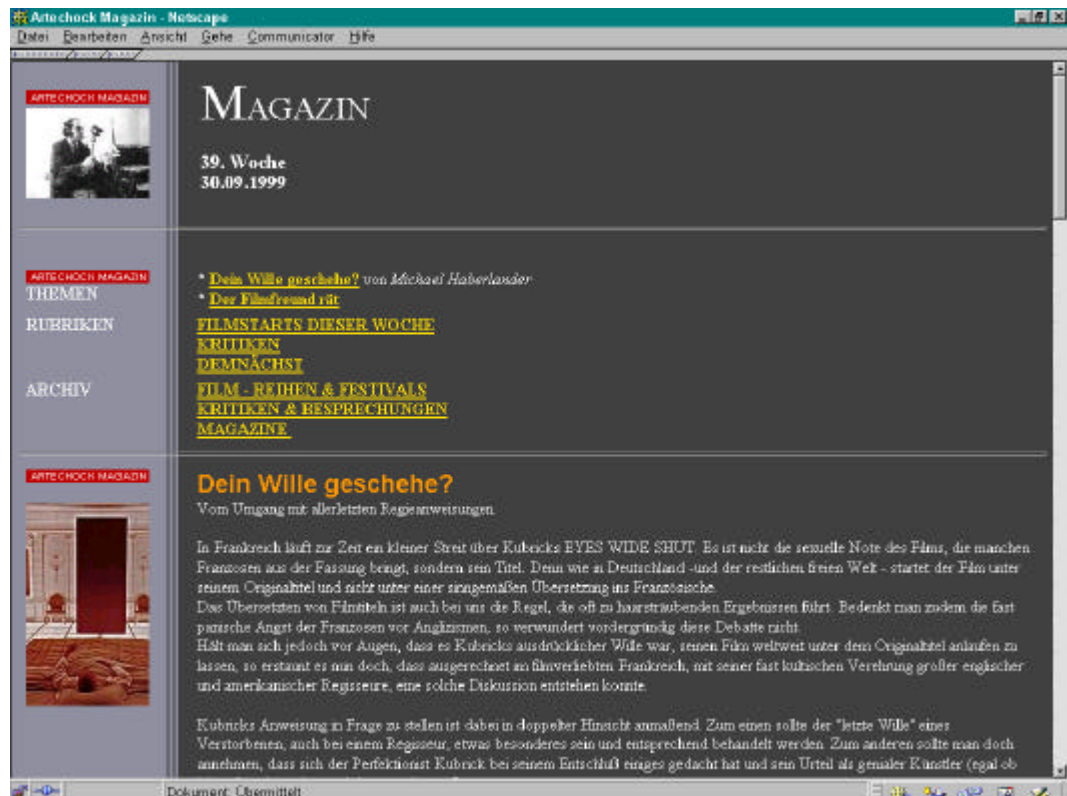 Artechock Magazin - Netscape
Datei Bearbeiten Ansicht Gehe Communicator Hilfe
ARTECHOCK MAGAZIN
MAGAZIN
39. Woche
30.09.1999
ARTECHOCK MAGAZIN
THEMEN
* Dein Wille geschehe? von Michael Haberlander
* Der Filmfreund rät
RUBRIKEN
FILMSTARTS DIESER WOCHE
KRITIKEN
DEMNÄCHST
ARCHIV
FILM - REIHEN & FESTIVALS
KRITIKEN & BESPRECHUNGEN
MAGAZINE
ARTECHOCK MAGAZIN
Dein Wille geschehe?
Vom Umgang mit allerletzten Regieanweisungen.
In Frankreich läuft zur Zeit ein kleiner Streit über Kubricks EYES WIDE SHUT. Es ist nicht die sexuelle Note des Films, die manchen
Franzosen aus der Fassung bringt, sondern sein Titel. Denn wie in Deutschland -und der restlichen freien Welt - startet der Film unter
seinem Originaltitel und nicht unter einer sinngemäßen Übersetzung ins Französische.
Das Übersetzten von Filmtiteln ist auch bei uns die Regel, die oft zu haarsträubenden Ergebnissen führt. Bedenkt man zudem die fast
panische Angst der Franzosen vor Anglizismen, so verwundert vordergründig diese Debatte nicht.
Hält man sich jedoch vor Augen, dass es Kubricks ausdrücklicher Wille war, seinen Film weltweit unter dem Originaltitel anlaufen zu
lassen, so erstaunt es nun doch, dass ausgerechnet im filmverliebten Frankreich, mit seiner fast kultischen Verehrung großer englischer
und amerikanischer Regisseure, eine solche Diskussion entstehen konnte.
Kubricks Anweisung in Frage zu stellen ist dabei in doppelter Hinsicht anmaßend. Zum einen sollte der "letzte Wille" eines
Verstorbenen, auch bei einem Regisseur, etwas besonderes sein und entsprechend behandelt werden. Zum anderen sollte man doch
annehmen, dass sich der Perfektionist Kubrick bei seinem Entschluß einiges gedacht hat und sein Urteil als genialer Künstler (egal ob
Dokument: Übermittelt